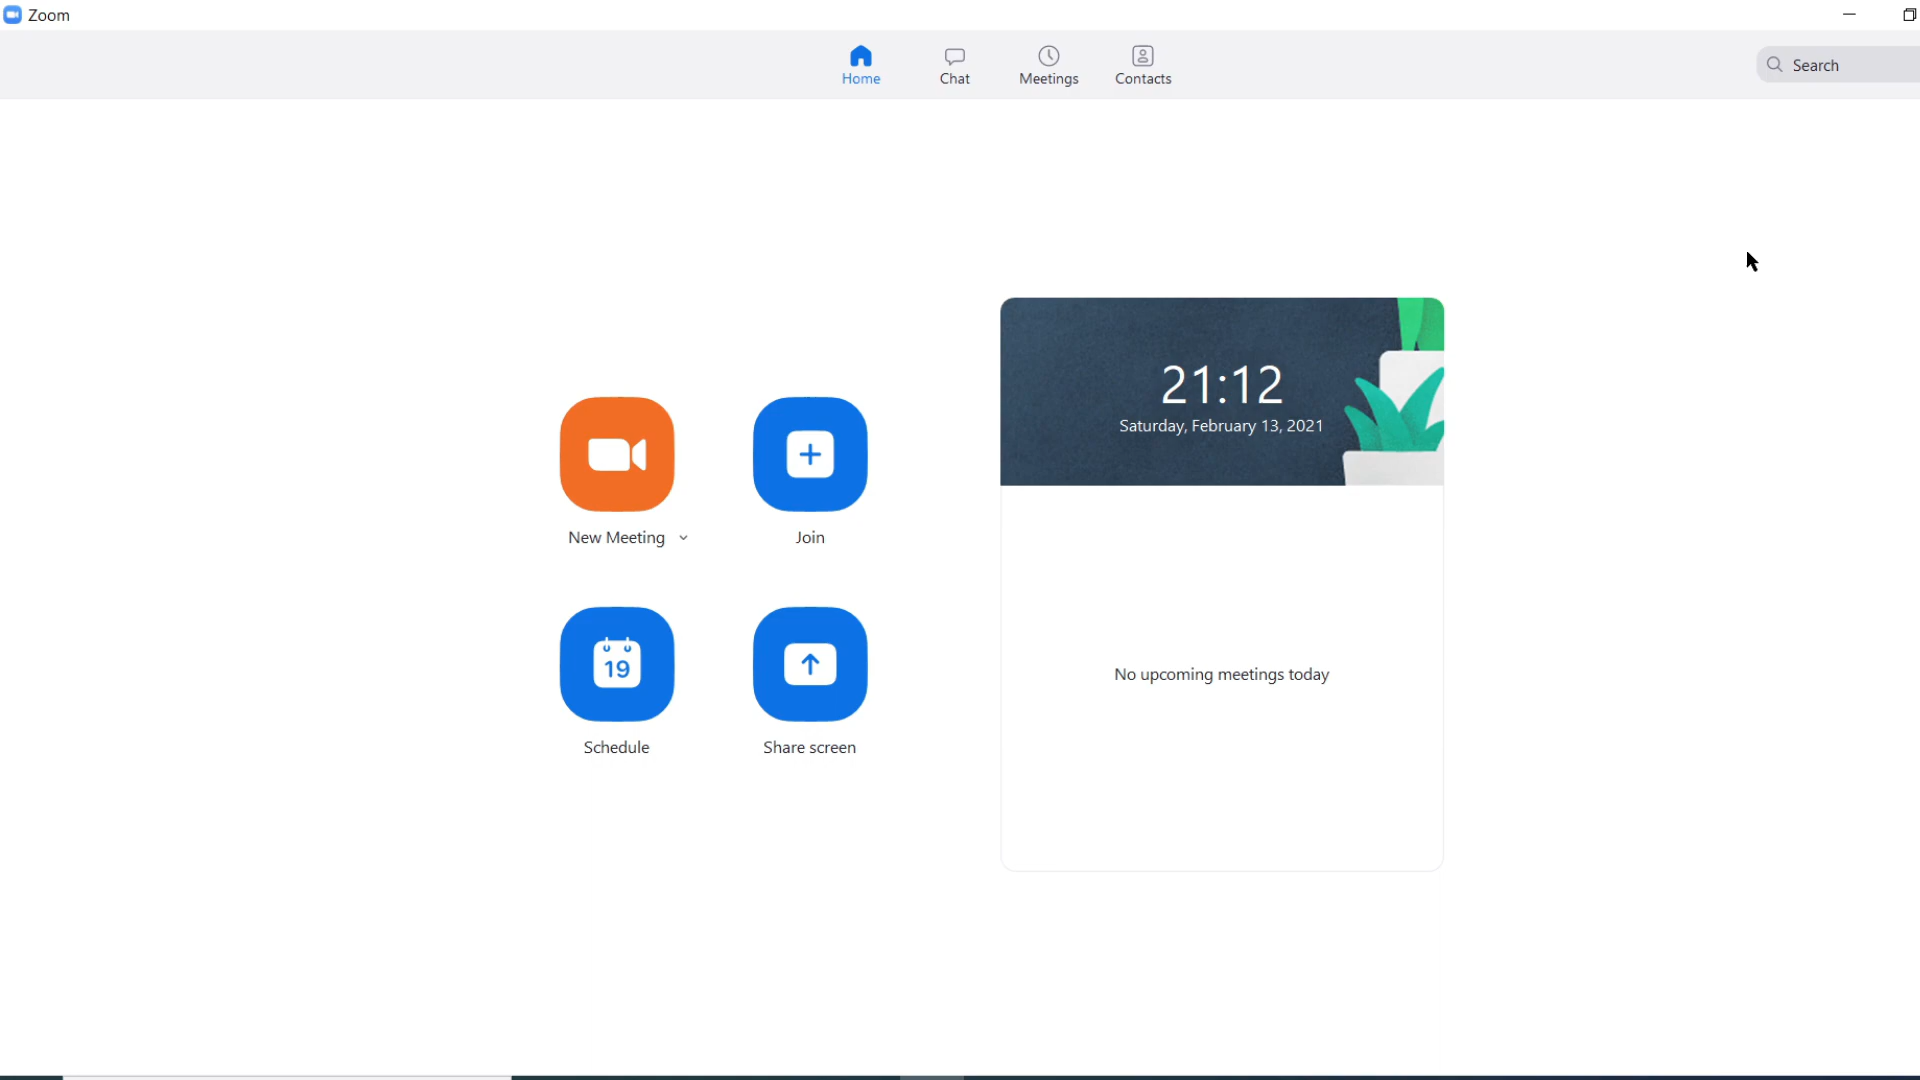 Zoom
Home
Chat
Meetings
Contacts
Search
21:12
Saturday, February 13, 2021
New Meeting
Join
19
Schedule
Share screen
No upcoming meetings today